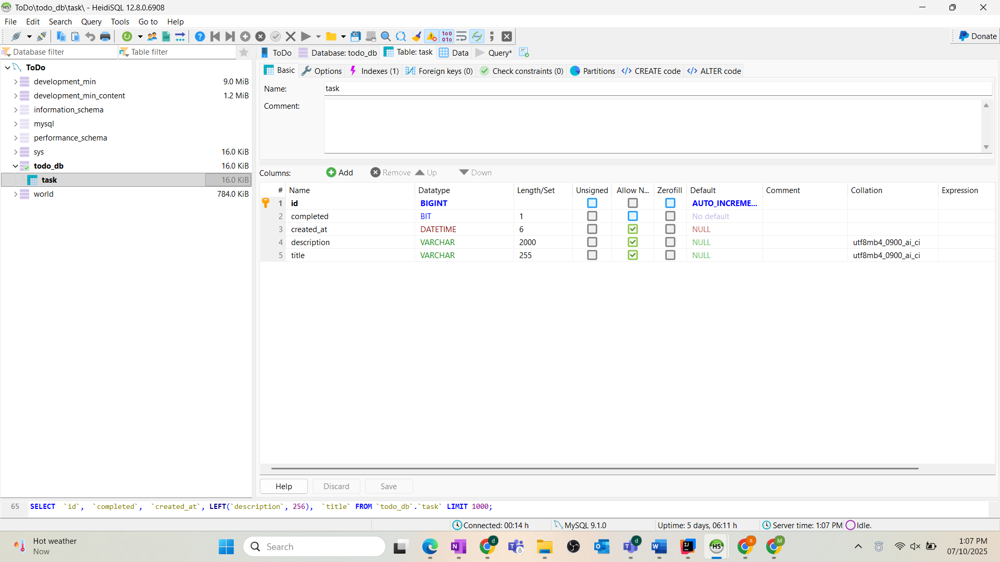 ToDo\todo_db\task\ - HeidiSQL 12.8.0.6908
File Edit Search Query Tools Go to Help
Donate
Database filter Table filter
ToDo
development_min 9.0 MiB
development_min_content 1.2 MiB
information_schema
mysql
performance_schema
sys 16.0 KiB
todo_db 16.0 KiB
task 16.0 KiB
world 784.0 KiB
ToDo Database: todo_db Table: task Data Query*
Basic Options Indexes (1) Foreign keys (0) Check constraints (0) Partitions CREATE code ALTER code
Name: task
Comment:
Columns: Add Remove Up Down
# Name Datatype Length/Set Unsigned Allow N... Zerofill Default Comment Collation Expression
1 id BIGINT AUTO_INCREME...
2 completed BIT 1 No default
3 created_at DATETIME 6 NULL
4 description VARCHAR 2000 NULL utf8mb4_0900_ai_ci
5 title VARCHAR 255 NULL utf8mb4_0900_ai_ci
Help Discard Save
65 SELECT `id`, `completed`, `created_at`, LEFT(`description`, 256), `title` FROM `todo_db`.`task` LIMIT 1000;
Connected: 00:14 h MySQL 9.1.0 Uptime: 5 days, 06:11 h Server time: 1:07 PM Idle.
Hot weather
Now
Search
1:07 PM
07/10/2025